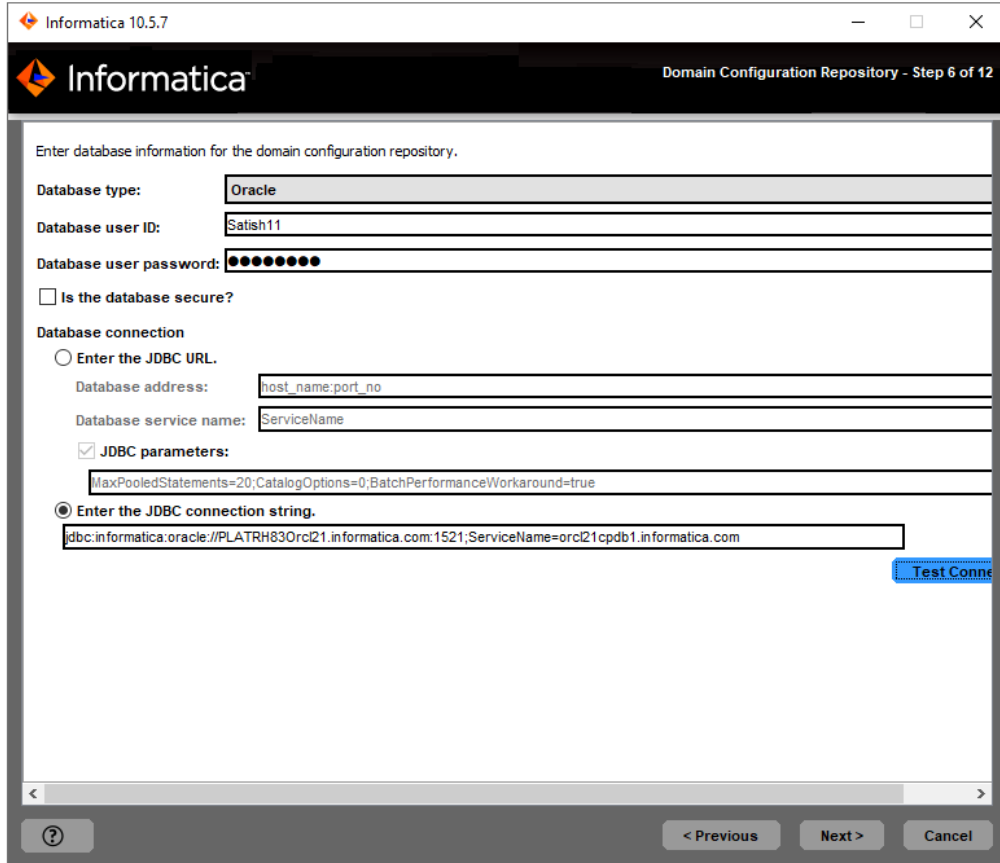 Informatica 10.5.7
Informatica
Domain Configuration Repository - Step 6 of 12
Enter database information for the domain configuration repository.
Database type: Oracle
Database user ID: Satish11
Database user password: ●●●●●●●●
Is the database secure?
Database connection
Enter the JDBC URL.
Database address: host_name:port_no
Database service name: ServiceName
JDBC parameters:
MaxPooledStatements=20;CatalogOptions=0;BatchPerformanceWorkaround=true
Enter the JDBC connection string.
jdbc:informatica:oracle://PLATRH83Orcl21.informatica.com:1521;ServiceName=orcl21cpdb1.informatica.com
Test Conne
< Previous Next > Cancel